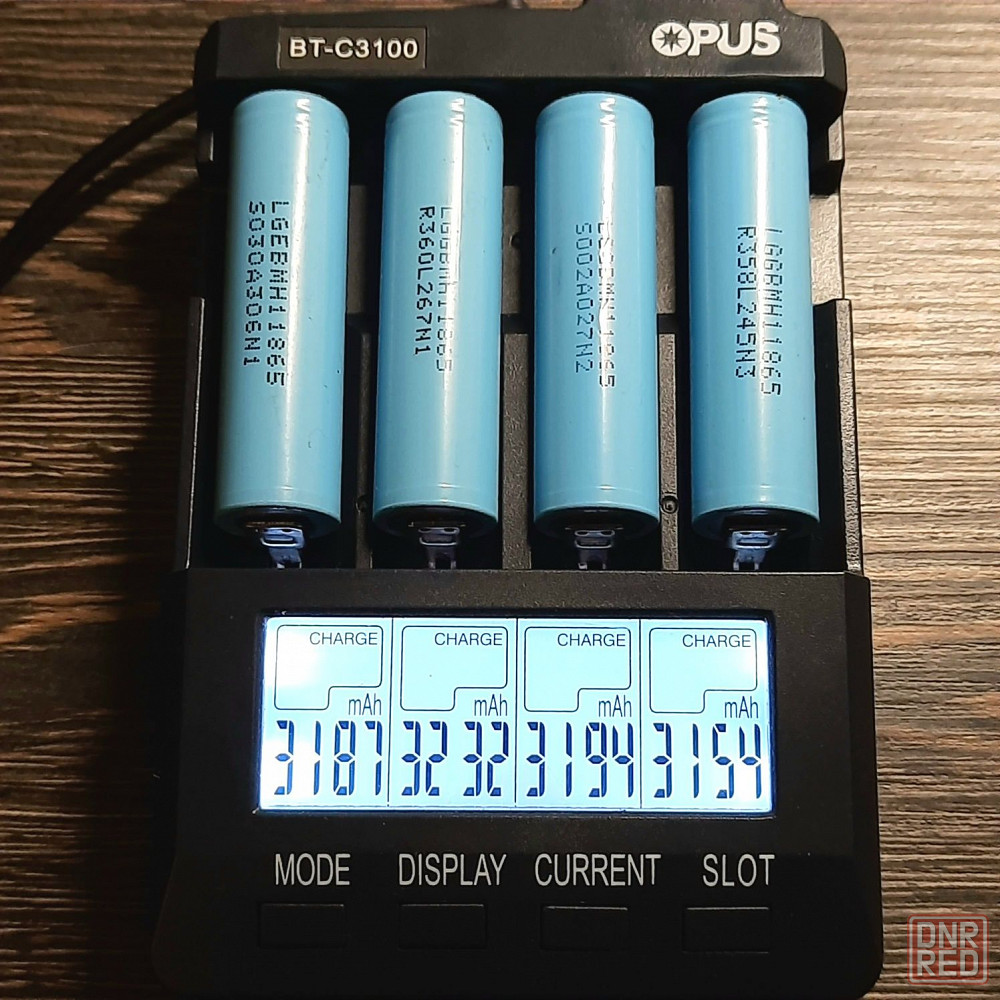 BT-C3100
OPUS
LGEBMH11865
S030A306N1
LGGBMH11865
R360L267N1
S002A027N2
LGGBMH11865
R358L245N3
CHARGE CHARGE CHARGE CHARGE
mAh mAh mAh mAh
3187 3232 3194 3154
MODE DISPLAY CURRENT SLOT
DNR
RED